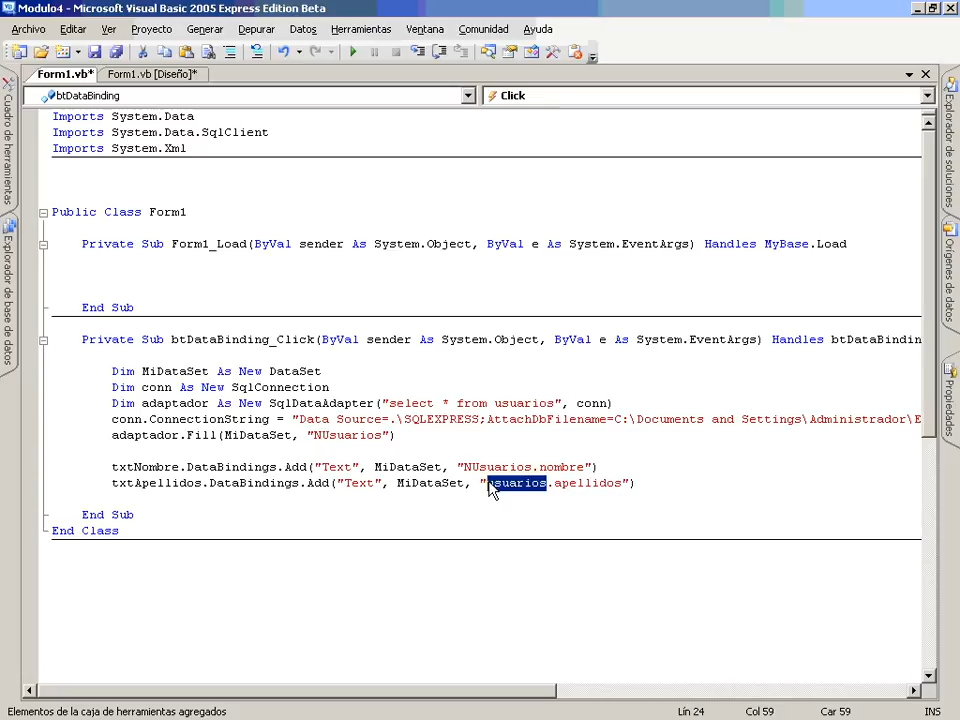 Modulo4 - Microsoft Visual Basic 2005 Express Edition Beta
Archivo Editar Ver Proyecto Generar Depurar Datos Herramientas Ventana Comunidad Ayuda
Form1.vb* Form1.vb [Diseño]*
btDataBinding Click
Cuadro de herramientas
Explorador de base de datos
Imports System.Data
Imports System.Data.SqlClient
Imports System.Xml
Public Class Form1
Private Sub Form1_Load(ByVal sender As System.Object, ByVal e As System.EventArgs) Handles MyBase.Load
End Sub
Private Sub btDataBinding_Click(ByVal sender As System.Object, ByVal e As System.EventArgs) Handles btDataBindin
Dim MiDataSet As New DataSet
Dim conn As New SqlConnection
Dim adaptador As New SqlDataAdapter("select * from usuarios", conn)
conn.ConnectionString = "Data Source=.\SQLEXPRESS;AttachDbFilename=C:\Documents and Settings\Administrador\E
adaptador.Fill(MiDataSet, "NUsuarios")
txtNombre.DataBindings.Add("Text", MiDataSet, "NUsuarios.nombre")
txtApellidos.DataBindings.Add("Text", MiDataSet, "usuarios.apellidos")
End Sub
End Class
Explorador de soluciones
Orígenes de datos
Propiedades
Elementos de la caja de herramientas agregados Lín 24 Col 59 Car 59 INS